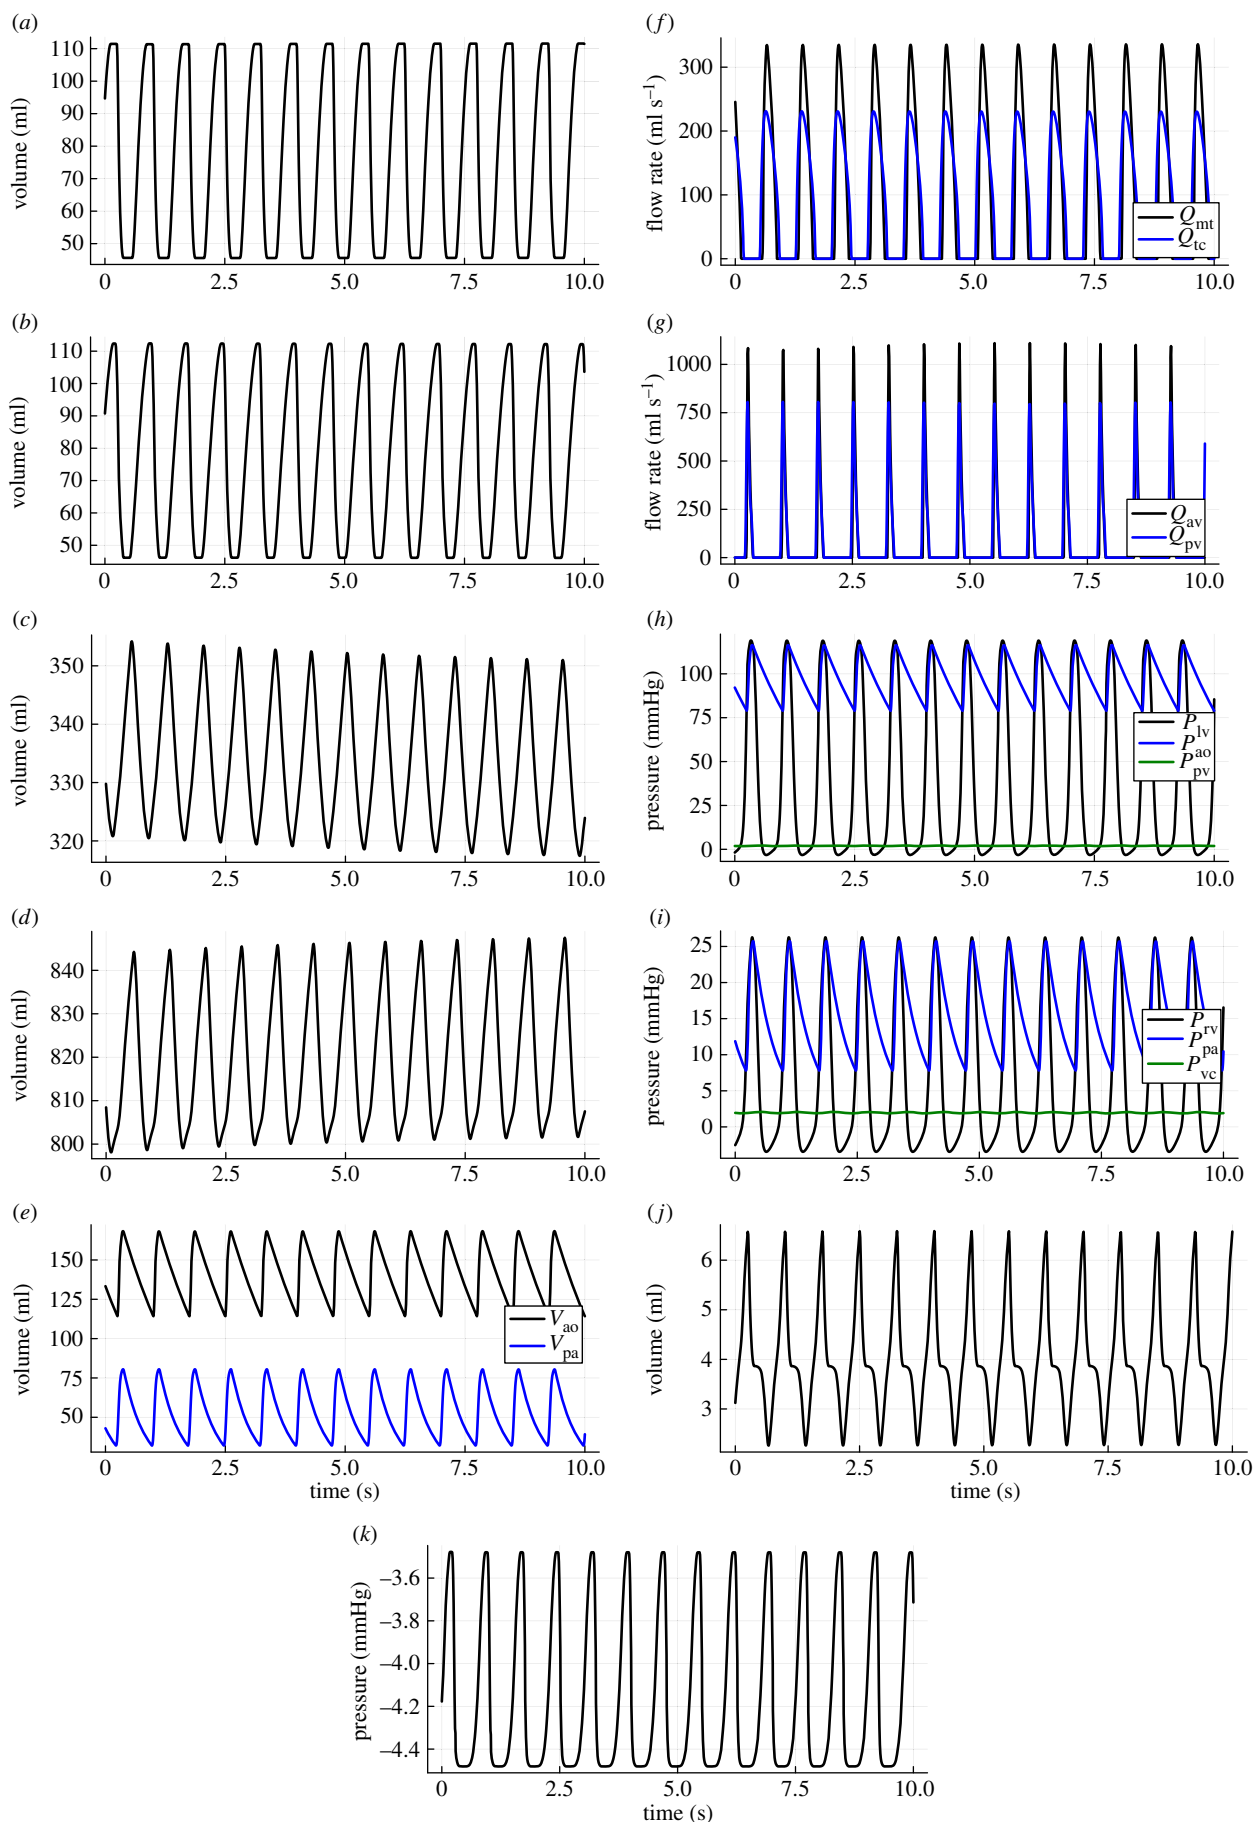 (a)
110
100
90
80
70
60
50
volume (ml)
0 2.5 5.0 7.5 10.0
(f)
300
200
100
0
flow rate (ml s⁻¹)
Qmt
Qtc
0 2.5 5.0 7.5 10.0
(b)
110
100
90
80
70
60
50
volume (ml)
0 2.5 5.0 7.5 10.0
(g)
1000
750
500
250
0
flow rate (ml s⁻¹)
Qav
Qpv
0 2.5 5.0 7.5 10.0
(c)
350
340
330
320
volume (ml)
0 2.5 5.0 7.5 10.0
(h)
100
75
50
25
0
pressure (mmHg)
Plv
Pao
Ppv
0 2.5 5.0 7.5 10.0
(d)
840
830
820
810
800
volume (ml)
0 2.5 5.0 7.5 10.0
(i)
25
20
15
10
5
0
pressure (mmHg)
Prv
Ppa
Pvc
0 2.5 5.0 7.5 10.0
(e)
150
125
100
75
50
volume (ml)
Vao
Vpa
0 2.5 5.0 7.5 10.0
time (s)
(j)
6
5
4
3
volume (ml)
0 2.5 5.0 7.5 10.0
time (s)
(k)
–3.6
–3.8
–4.0
–4.2
–4.4
pressure (mmHg)
0 2.5 5.0 7.5 10.0
time (s)